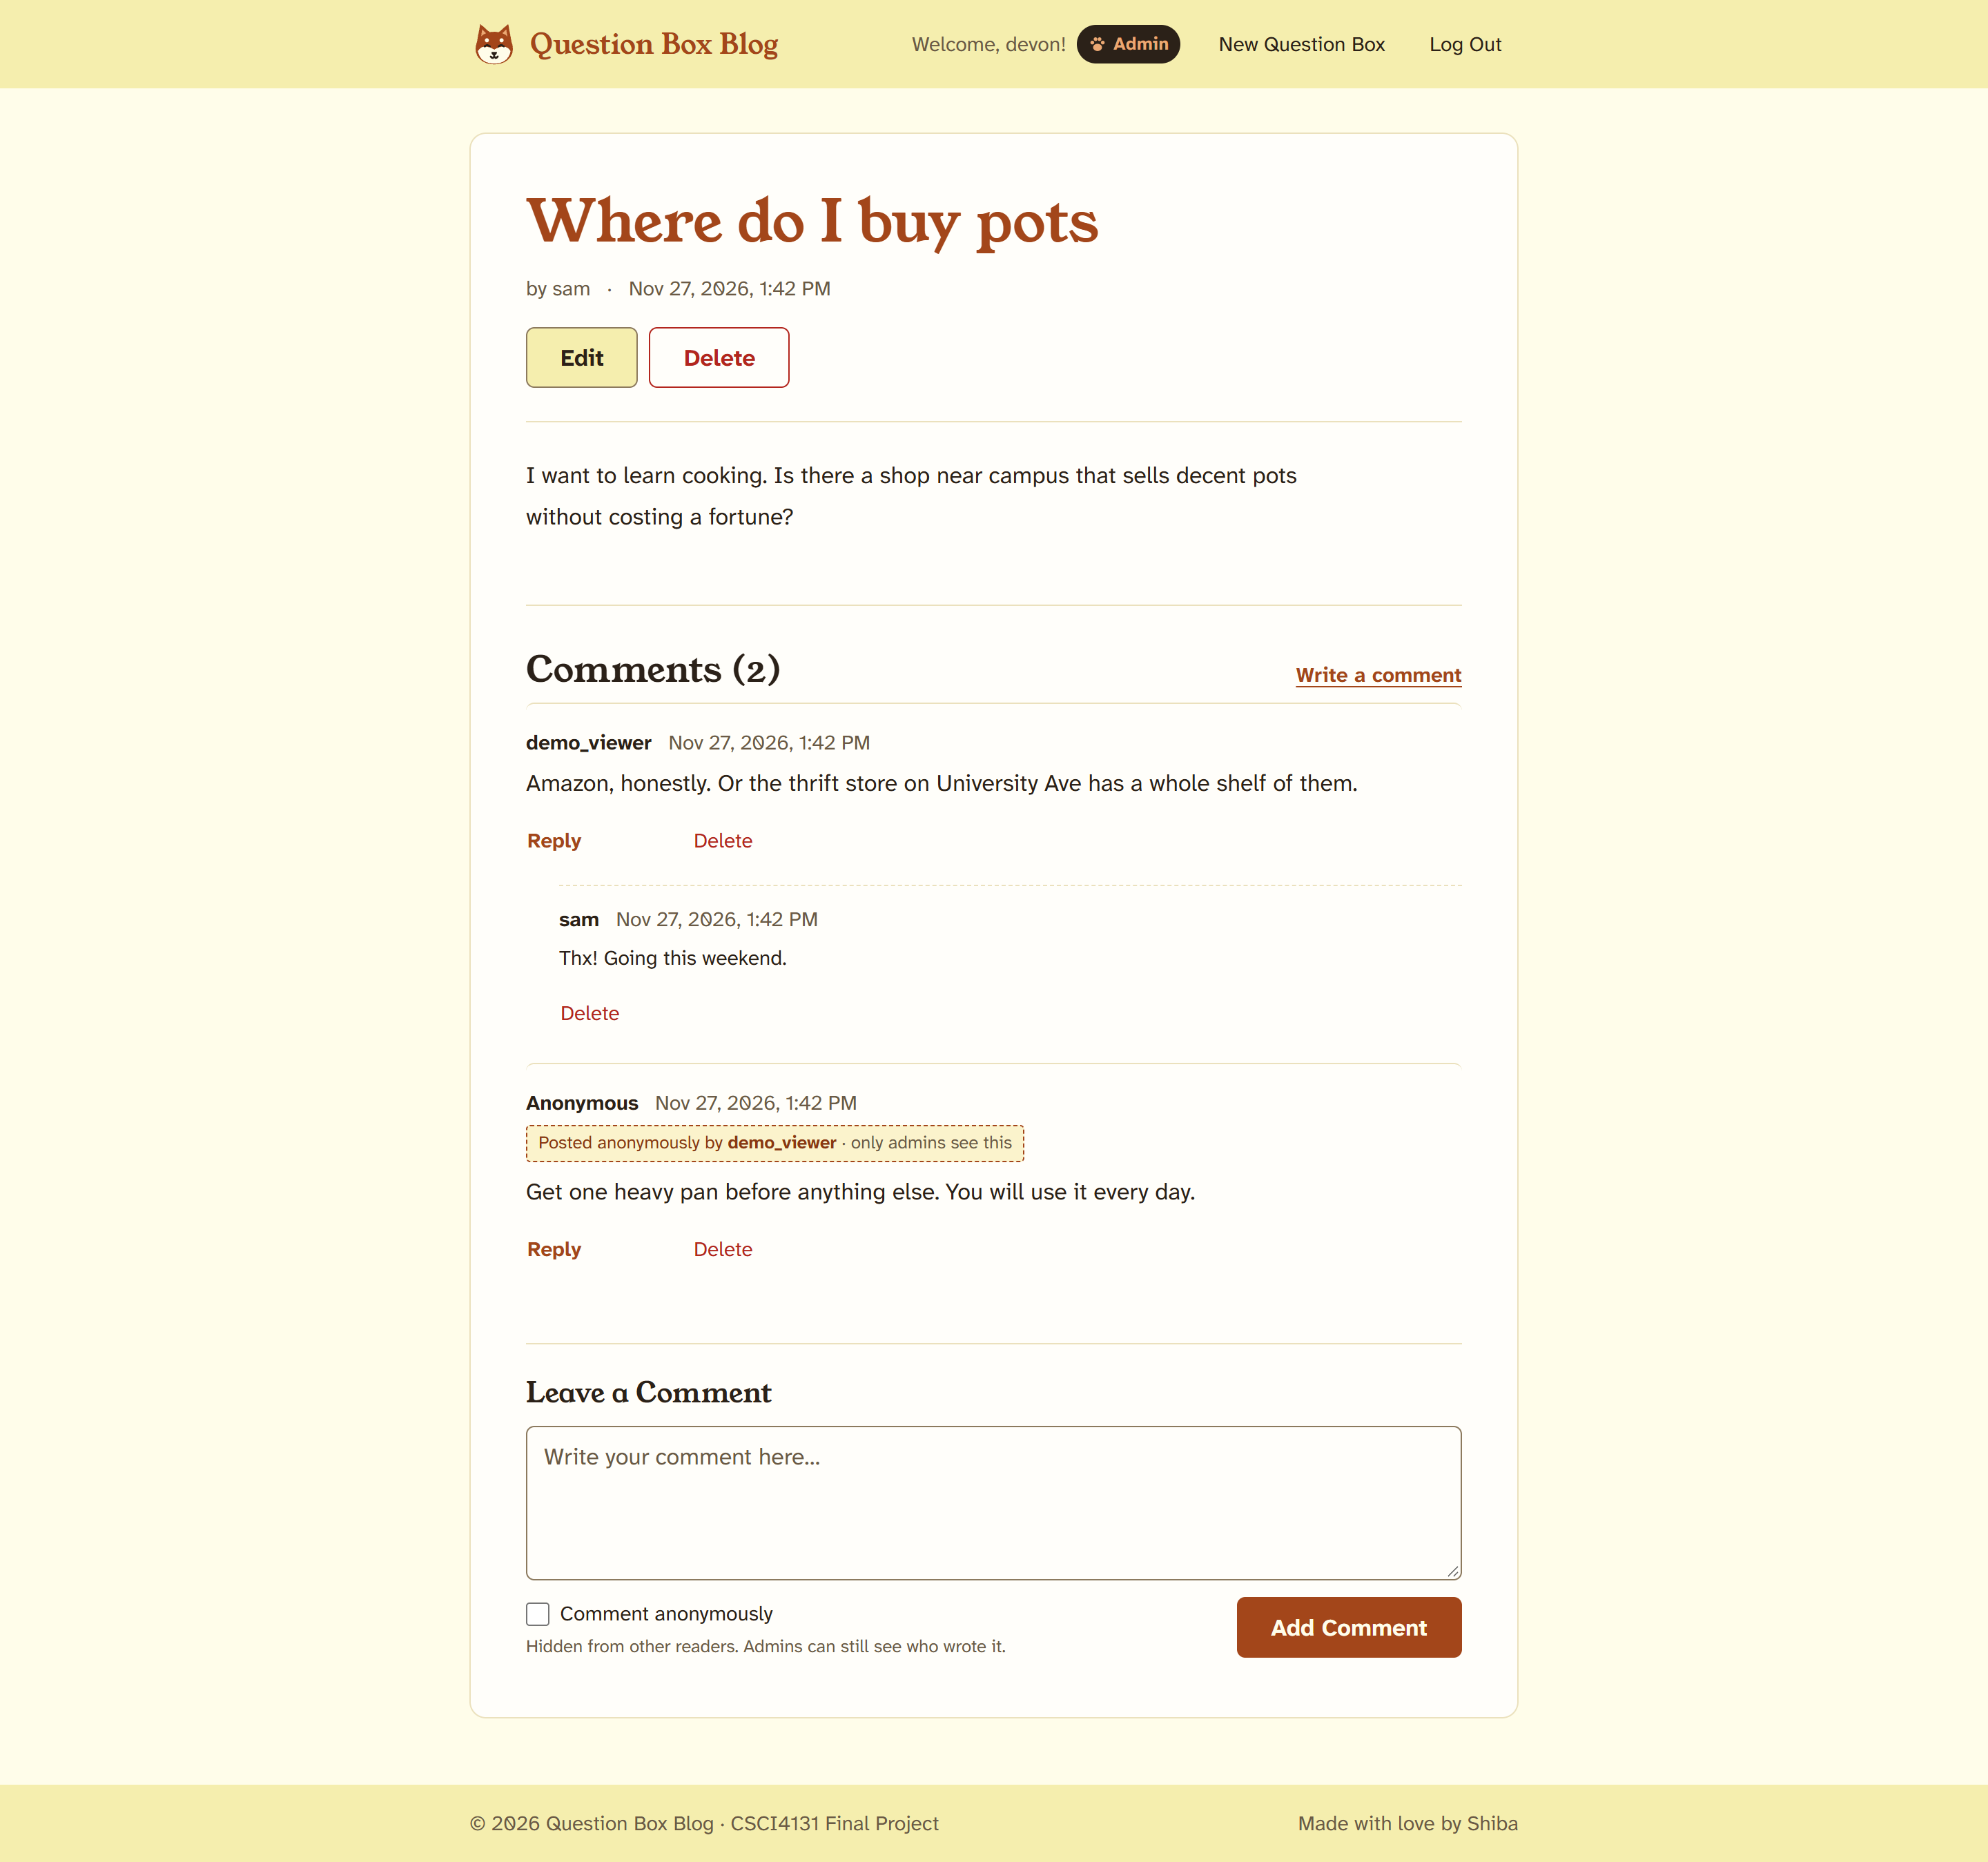 Question Box Blog
Welcome, devon! Admin New Question Box Log Out
Where do I buy pots
by sam · Nov 27, 2026, 1:42 PM
Edit Delete
I want to learn cooking. Is there a shop near campus that sells decent pots
without costing a fortune?
Comments (2) Write a comment
demo_viewer Nov 27, 2026, 1:42 PM
Amazon, honestly. Or the thrift store on University Ave has a whole shelf of them.
Reply Delete
sam Nov 27, 2026, 1:42 PM
Thx! Going this weekend.
Delete
Anonymous Nov 27, 2026, 1:42 PM
Posted anonymously by demo_viewer · only admins see this
Get one heavy pan before anything else. You will use it every day.
Reply Delete
Leave a Comment
Write your comment here...
Comment anonymously
Hidden from other readers. Admins can still see who wrote it.
Add Comment
© 2026 Question Box Blog · CSCI4131 Final Project Made with love by Shiba